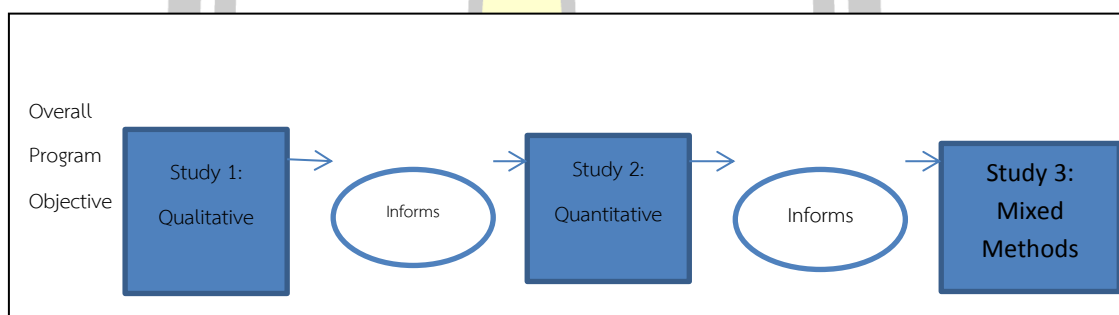 Overall
Program
Objective
Study 1:
Qualitative
Informs
Study 2:
Quantitative
Informs
Study 3:
Mixed
Methods